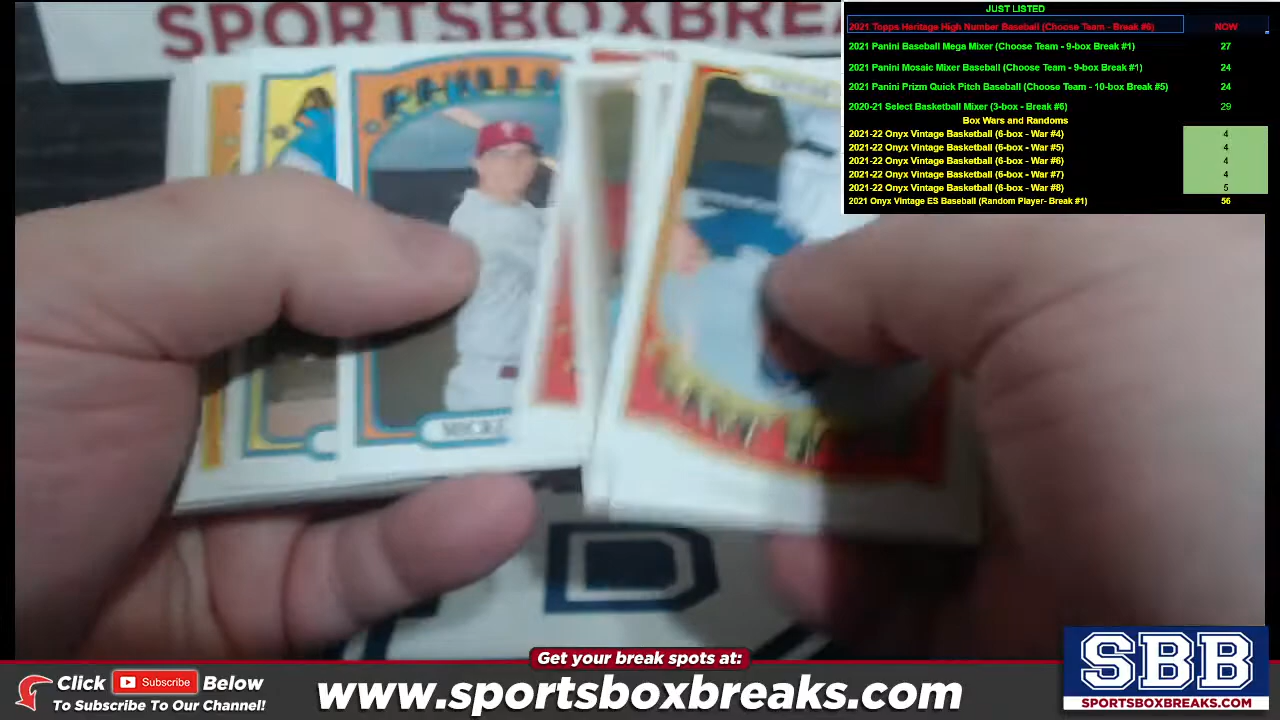 SPORTSBOXBREAKS.
JUST LISTED
2021 Topps Haritage High Number Baseball (Choose Team - Break #6) NOW
2021 Panini Baseball Mega Mixer (Choose Team - 9-box Break #1) 27
2021 Panini Mosaic Mixer Baseball (Choose Team - 9-box Break #1) 24
2021 Panini Prizm Quick Pitch Baseball (Choose Team - 10-box Break #5) 24
2020-21 Select Basketball Mixer (3-box - Break #6) 29
Box Wars and Randoms
2021-22 Onyx Vintage Basketball (6-box - War #4) 4
2021-22 Onyx Vintage Basketball (6-box - War #5) 4
2021-22 Onyx Vintage Basketball (6-box - War #6) 4
2021-22 Onyx Vintage Basketball (6-box - War #7) 4
2021-22 Onyx Vintage Basketball (6-box - War #8) 5
2021 Onyx Vintage ES Baseball (Random Player- Break #1) 56
PHILL
MICKE
Get your break spots at:
Click Subscribe Below
To Subscribe To Our Channel!
www.sportsboxbreaks.com
SBB
SPORTSBOXBREAKS.COM